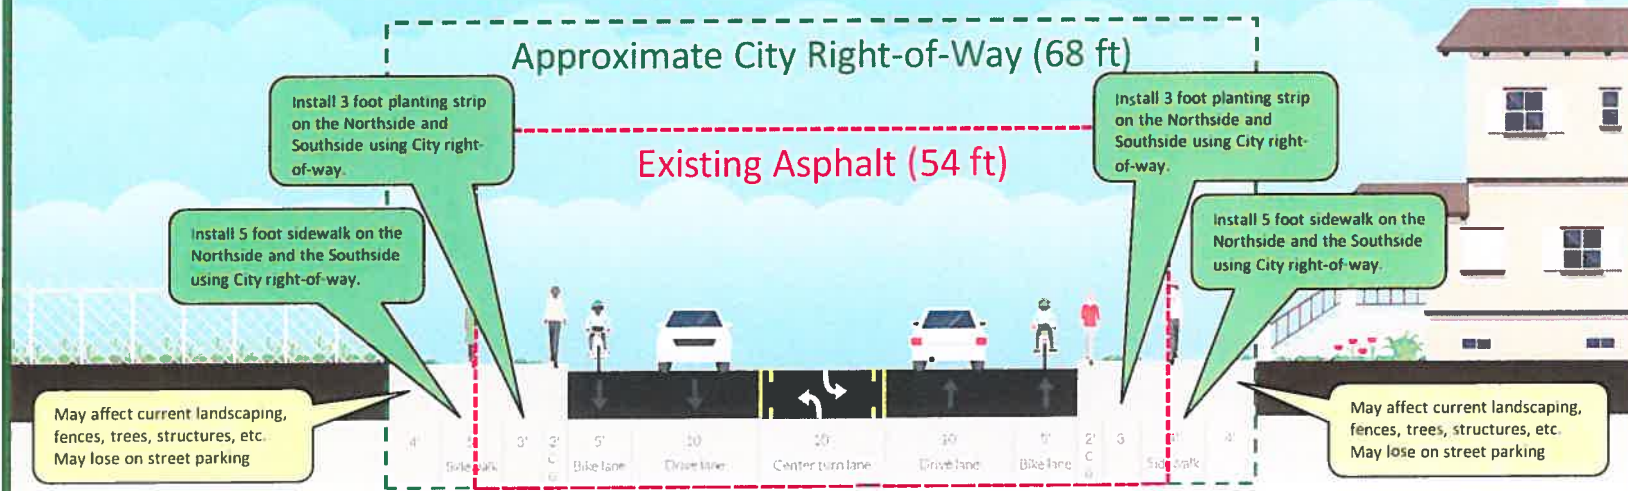 Approximate City Right-of-Way (68 ft)
Install 3 foot planting strip
on the Northside and
Southside using City right-
of-way.
Install 3 foot planting strip
on the Northside and
Southside using City right-
of-way.
Existing Asphalt (54 ft)
Install 5 foot sidewalk on the
Northside and the Southside
using City right-of-way.
Install 5 foot sidewalk on the
Northside and the Southside
using City right-of-way.
May affect current landscaping,
fences, trees, structures, etc.
May lose on street parking
May affect current landscaping,
fences, trees, structures, etc.
May lose on street parking
4' 3' 2' 5' 10' 10' 10' 5' 2' 3' 4'
Sidewalk C G Bike lane Drive lane Center turn lane Drive lane Bike lane C G Sidewalk